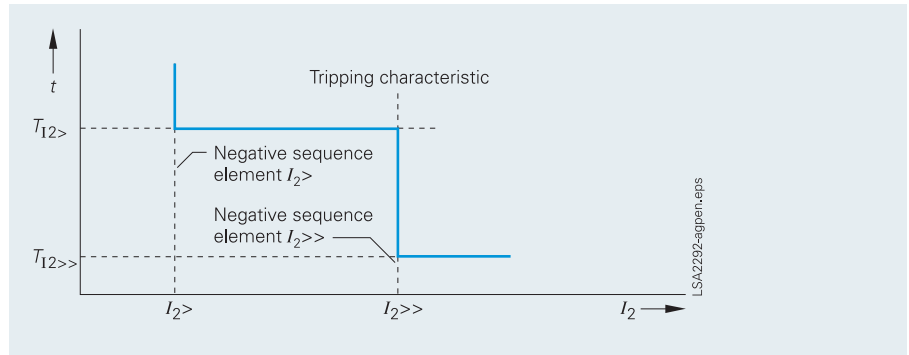 t
Tripping characteristic
TI2>
Negative sequence
element I2>
Negative sequence
element I2>>
TI2>>
I2>
I2>>
I2
LSA2292-agpen.eps